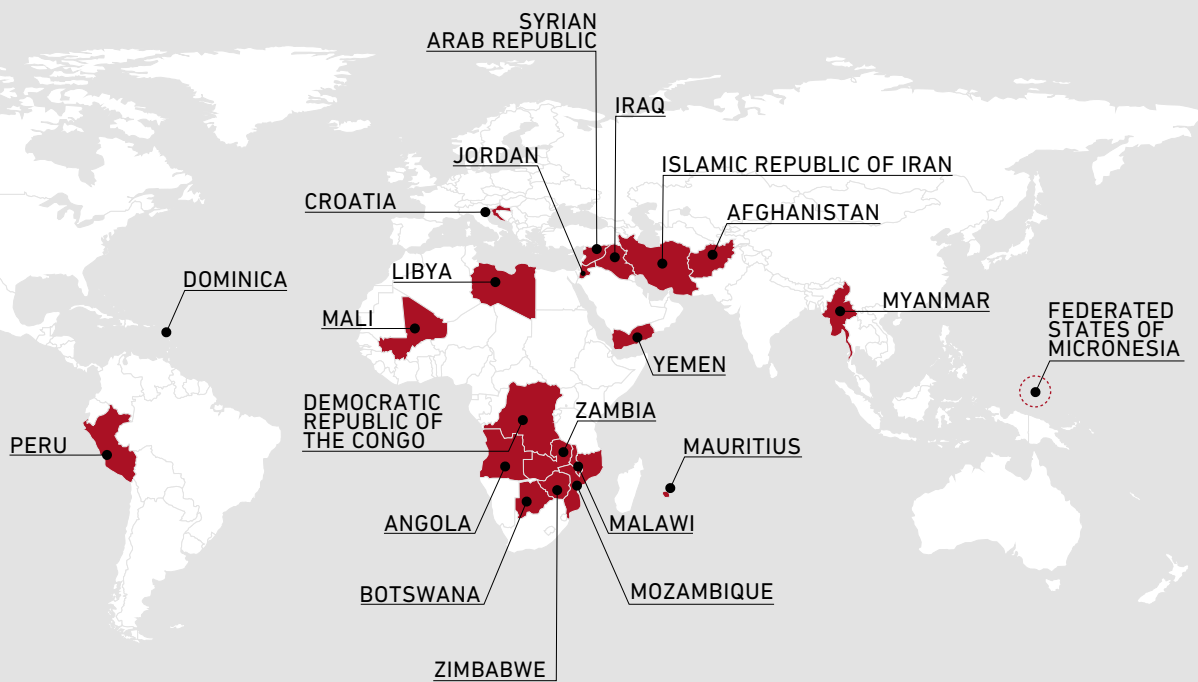 SYRIAN
ARAB REPUBLIC
IRAQ
JORDAN
ISLAMIC REPUBLIC OF IRAN
CROATIA
AFGHANISTAN
LIBYA
DOMINICA
MYANMAR
FEDERATED
STATES OF
MICRONESIA
MALI
YEMEN
DEMOCRATIC
REPUBLIC OF
THE CONGO
ZAMBIA
PERU
MAURITIUS
ANGOLA
MALAWI
BOTSWANA
MOZAMBIQUE
ZIMBABWE